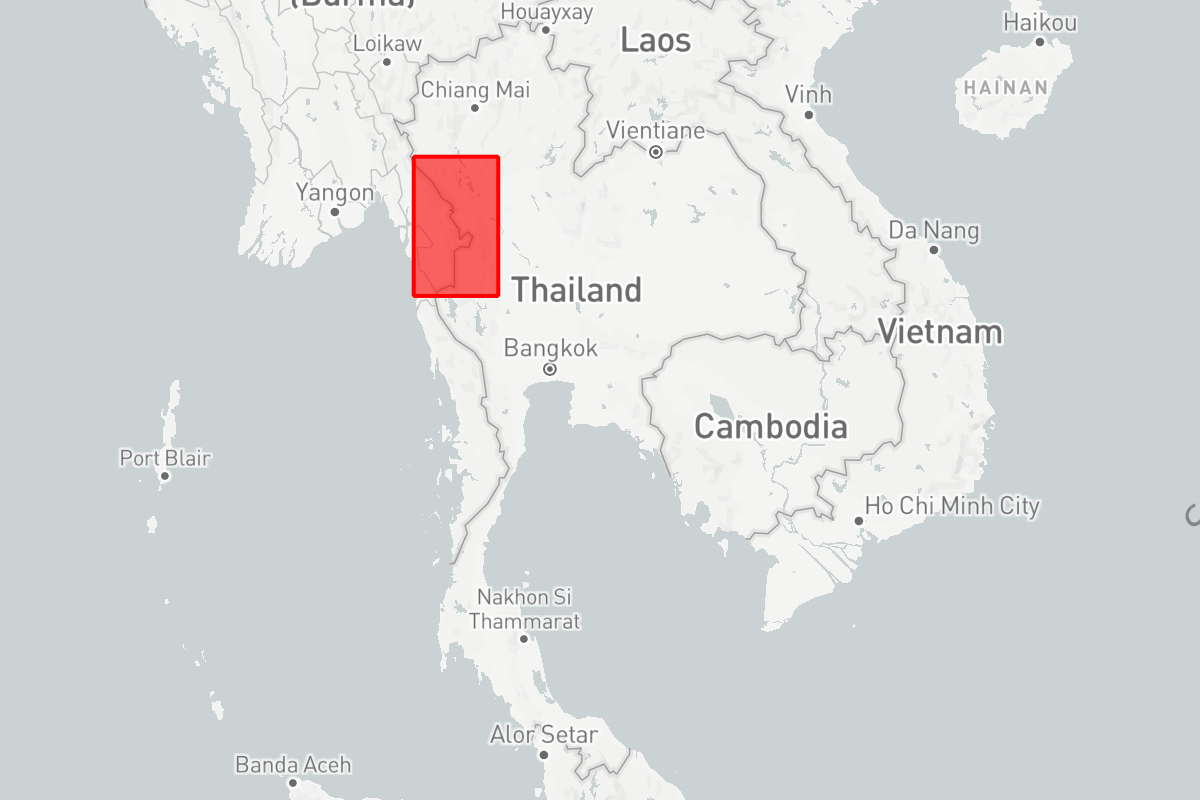 (Burma)
Houayxay
Haikou
Loikaw
Laos
Chiang Mai
HAINAN
Vinh
Vientiane
Yangon
Da Nang
Thailand
Vietnam
Bangkok
Cambodia
Port Blair
Ho Chi Minh City
Nakhon Si
Thammarat
Alor Setar
Banda Aceh